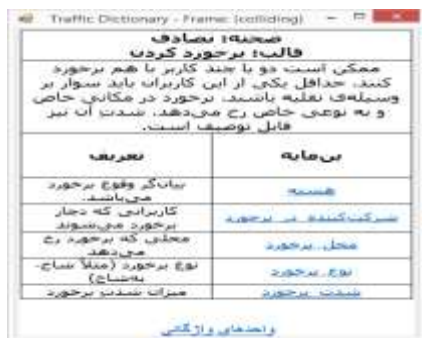 Traffic Dictionary - Frame: (colliding)
صحنه: تصادف
قالب: برخورد کردن
ممکن است دو یا چند کاربر با هم برخورد
کنند. حداقل یکی از این کاربران باید سوار بر
وسیله‌ی نقلیه باشند. برخورد در مکانی خاص
و به نوعی خاص رخ می‌دهد. شدت آن نیز
قابل توصیف است.
بن‌مایه تعریف
هسته بیانگر وقوع برخورد
می‌باشد.
شرکت‌کننده در برخورد کاربرانی که دچار
برخورد می‌شوند
محل برخورد محلی که برخورد رخ
می‌دهد
نوع برخورد نوع برخورد (مثلاً شاخ-
به‌شاخ)
شدت برخورد میزان شدت برخورد
واحدهای واژگانی